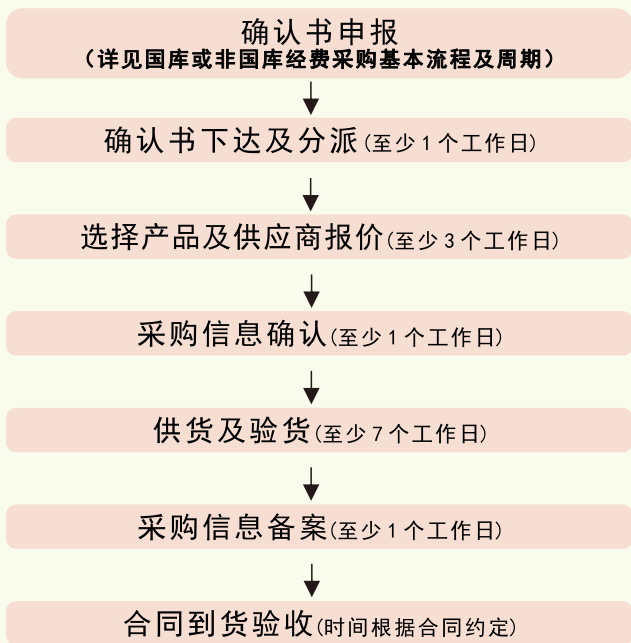 确认书申报
（详见国库或非国库经费采购基本流程及周期）
确认书下达及分派(至少1个工作日)
选择产品及供应商报价(至少3个工作日)
采购信息确认(至少1个工作日)
供货及验货(至少7个工作日)
采购信息备案(至少1个工作日)
合同到货验收(时间根据合同约定)